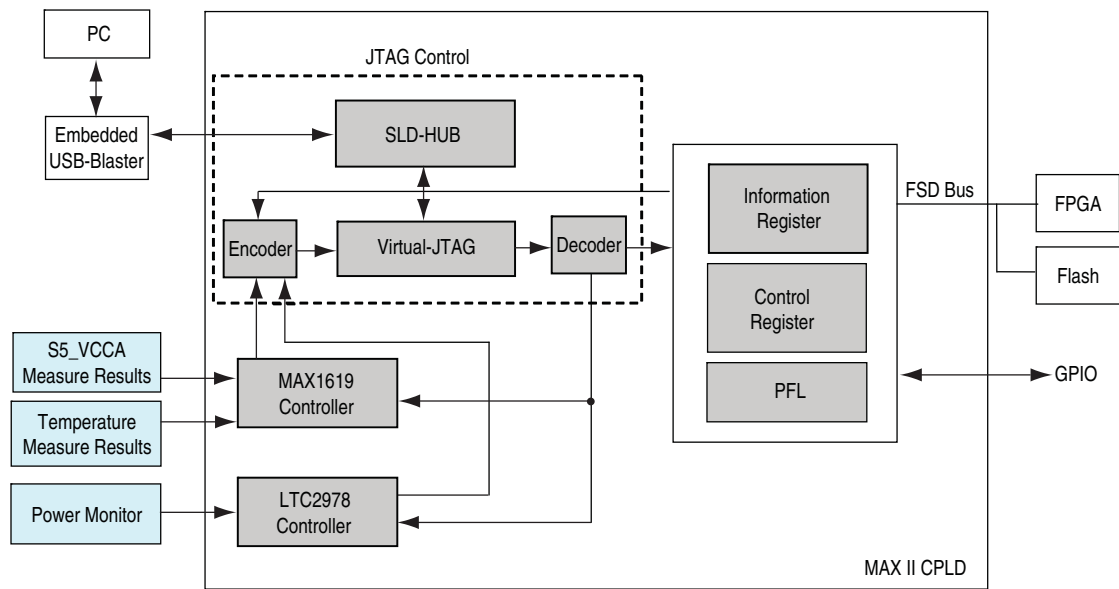 PC
JTAG Control
SLD-HUB
Embedded
USB-Blaster
Information
Register
FSD Bus
FPGA
Encoder
Virtual-JTAG
Decoder
Flash
Control
Register
S5_VCCA
Measure Results
MAX1619
Controller
PFL
GPIO
Temperature
Measure Results
LTC2978
Controller
Power Monitor
MAX II CPLD